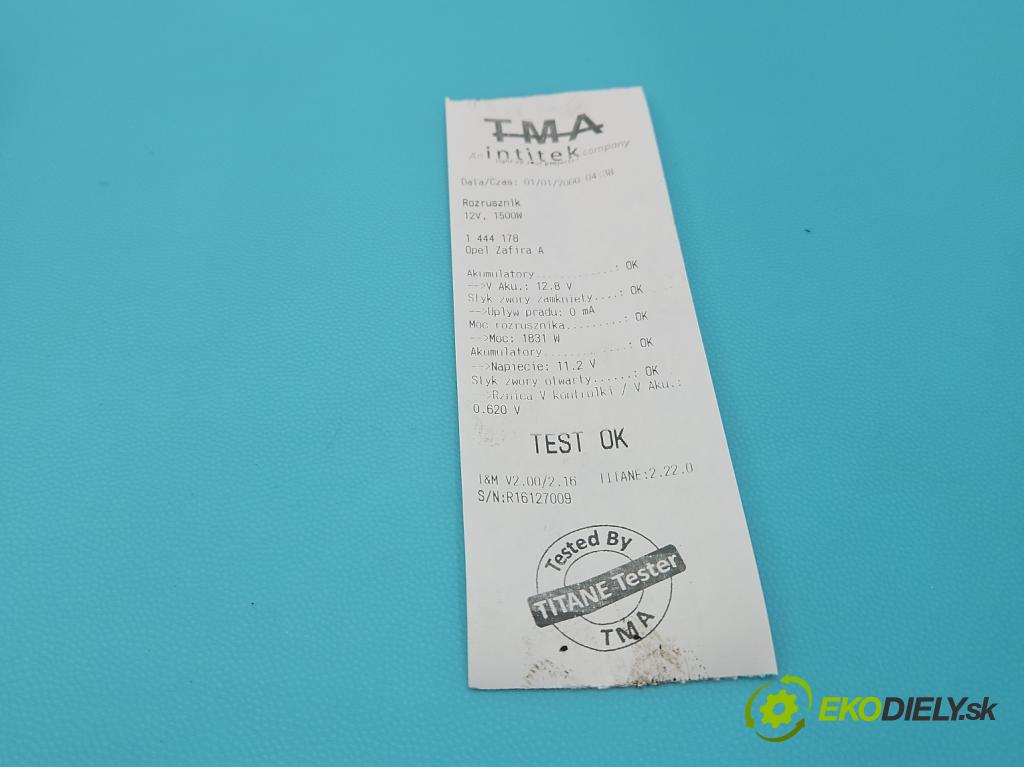 TMA
An intitek company
Data/Czas: 01/01/2000 04:38
Rozrusznik
12V, 1500W
1 444 178
Opel Zafira A
Akumulatory............: OK
-->V Aku.: 12.8 V
Styk zwory zamkniety....: OK
-->Uplyw pradu: 0 mA
Moc rozrusznika.........: OK
-->Moc: 1831 W
Akumulatory.............: OK
-->Napiecie: 11.2 V
Styk zwory otwarty......: OK
-->Rznica V kontrolki / V Aku.:
0.620 V
TEST OK
T&M V2.00/2.16 TITANE:2.22.0
S/N:R16127009
Tested By
TITANE Tester
TMA
EKODIELY.sk